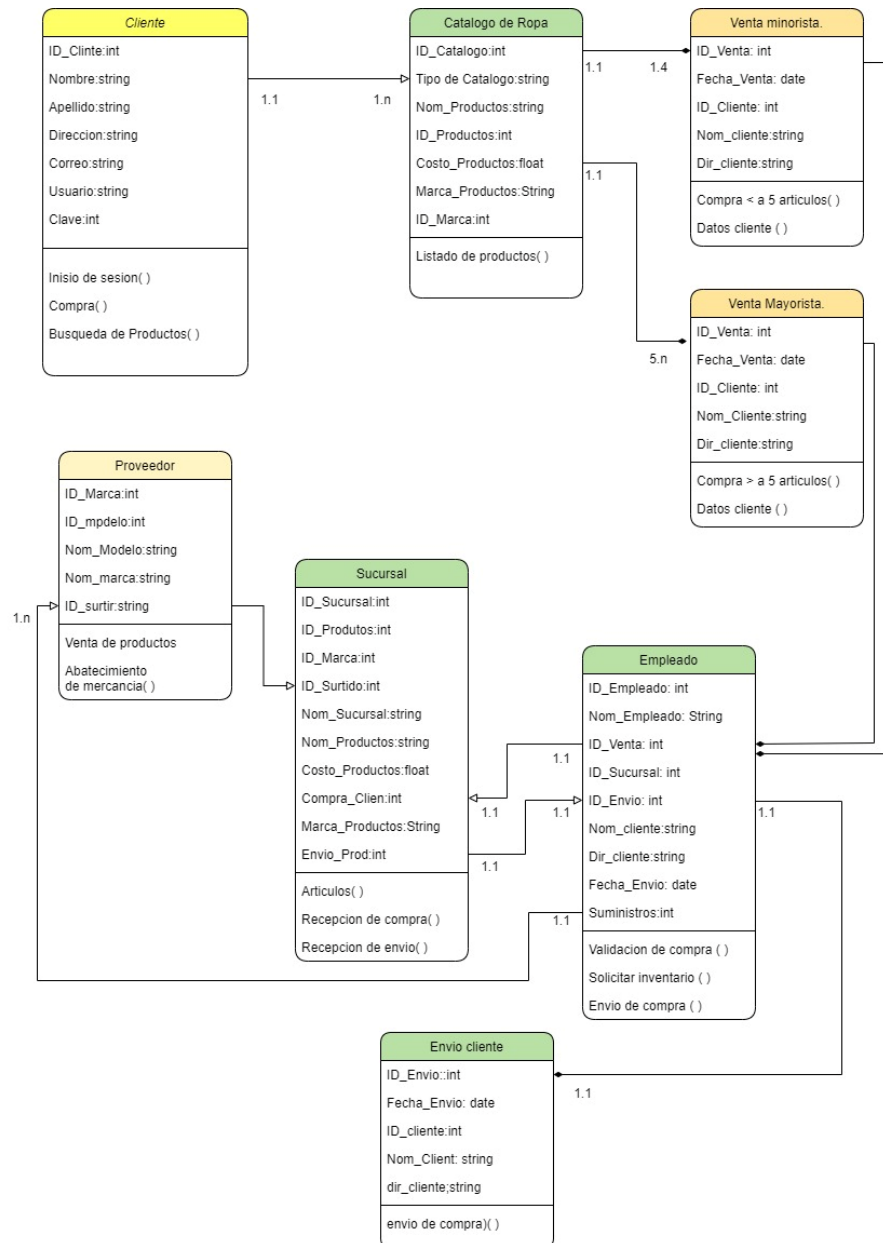 Cliente
ID_Clinte:int
Nombre:string
Apellido:string
Direccion:string
Correo:string
Usuario:string
Clave:int
Inisio de sesion( )
Compra( )
Busqueda de Productos( )
1.1
1.n
Catalogo de Ropa
ID_Catalogo:int
Tipo de Catalogo:string
Nom_Productos:string
ID_Productos:int
Costo_Productos:float
Marca_Productos:String
ID_Marca:int
Listado de productos( )
1.1
1.4
1.1
5.n
Venta minorista.
ID_Venta: int
Fecha_Venta: date
ID_Cliente: int
Nom_cliente:string
Dir_cliente:string
Compra < a 5 articulos( )
Datos cliente ( )
Venta Mayorista.
ID_Venta: int
Fecha_Venta: date
ID_Cliente: int
Nom_Cliente:string
Dir_cliente:string
Compra > a 5 articulos( )
Datos cliente ( )
Proveedor
ID_Marca:int
ID_mpdelo:int
Nom_Modelo:string
Nom_marca:string
ID_surtir:string
Venta de productos
Abatecimiento
de mercancia( )
1.n
Sucursal
ID_Sucursal:int
ID_Produtos:int
ID_Marca:int
ID_Surtido:int
Nom_Sucursal:string
Nom_Productos:string
Costo_Productos:float
Compra_Clien:int
Marca_Productos:String
Envio_Prod:int
Articulos( )
Recepcion de compra( )
Recepcion de envio( )
1.1
1.1
1.1
1.1
1.1
Empleado
ID_Empleado: int
Nom_Empleado: String
ID_Venta: int
ID_Sucursal: int
ID_Envio: int
Nom_cliente:string
Dir_cliente:string
Fecha_Envio: date
Suministros:int
Validacion de compra ( )
Solicitar inventario ( )
Envio de compra ( )
1.1
1.1
Envio cliente
ID_Envio::int
Fecha_Envio: date
ID_cliente:int
Nom_Client: string
dir_cliente;string
envio de compra)( )